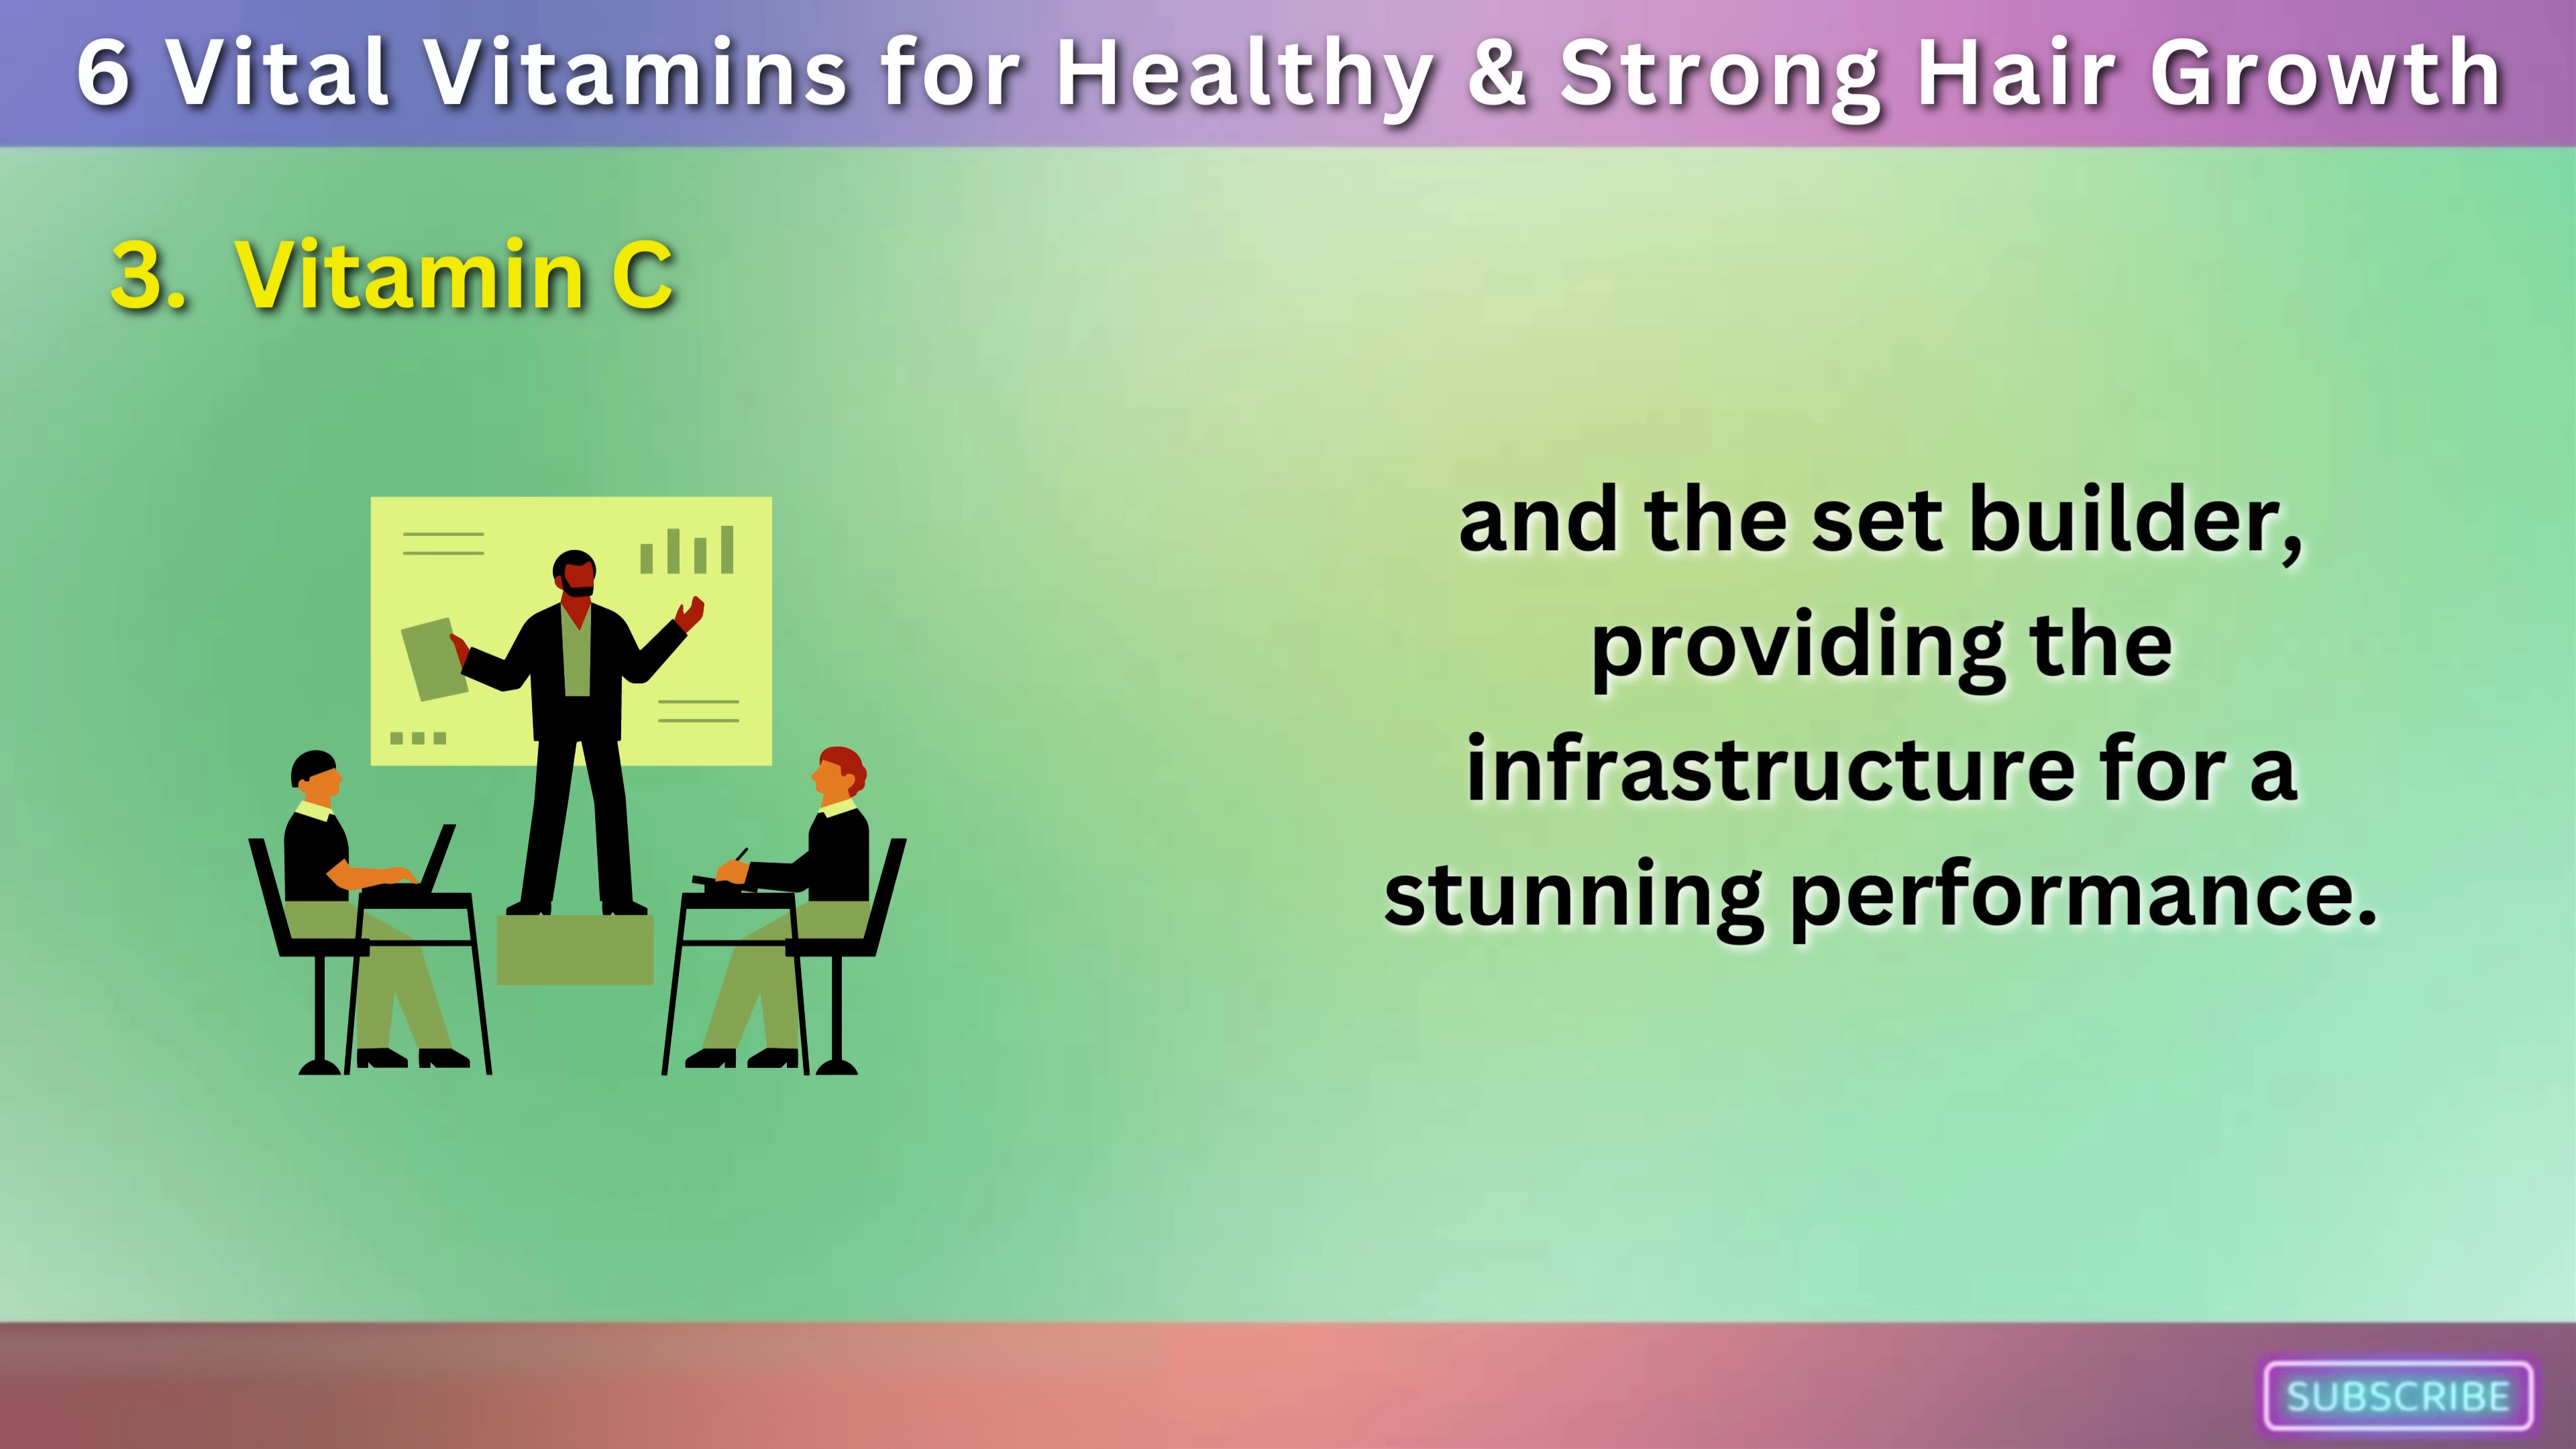 6 Vital Vitamins for Healthy & Strong Hair Growth
3. Vitamin C
and the set builder,
providing the
infrastructure for a
stunning performance.
SUBSCRIBE